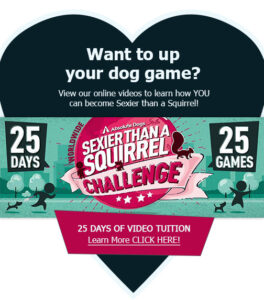 Want to up
your dog game?
View our online videos to learn how YOU
can become Sexier than a Squirrel!
25
DAYS
WORLDWIDE
Absolute Dogs
SEXIER THAN A
SQUIRREL
CHALLENGE
25
GAMES
25 DAYS OF VIDEO TUITION
Learn More CLICK HERE!